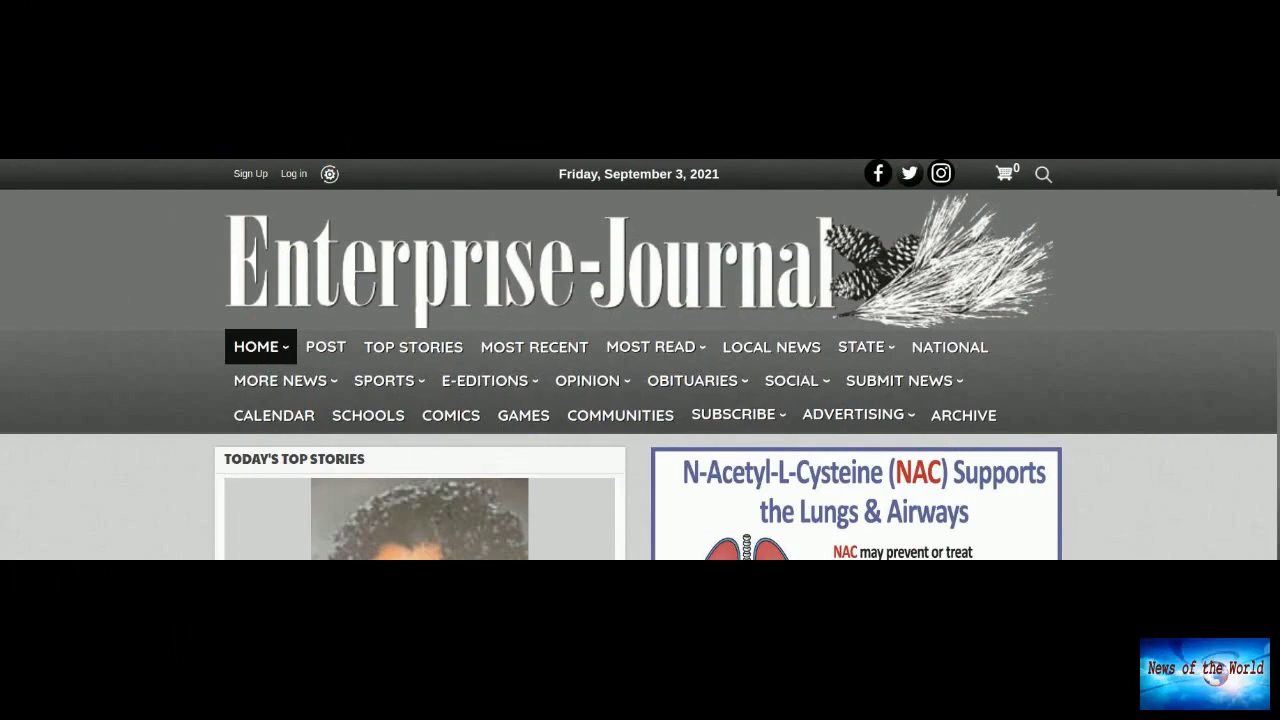 Sign Up Log in Friday, September 3, 2021 0
Enterprise-Journal
HOME POST TOP STORIES MOST RECENT MOST READ LOCAL NEWS STATE NATIONAL
MORE NEWS SPORTS E-EDITIONS OPINION OBITUARIES SOCIAL SUBMIT NEWS
CALENDAR SCHOOLS COMICS GAMES COMMUNITIES SUBSCRIBE ADVERTISING ARCHIVE
TODAY'S TOP STORIES
N-Acetyl-L-Cysteine (NAC) Supports
the Lungs & Airways
NAC may prevent or treat
News of the World